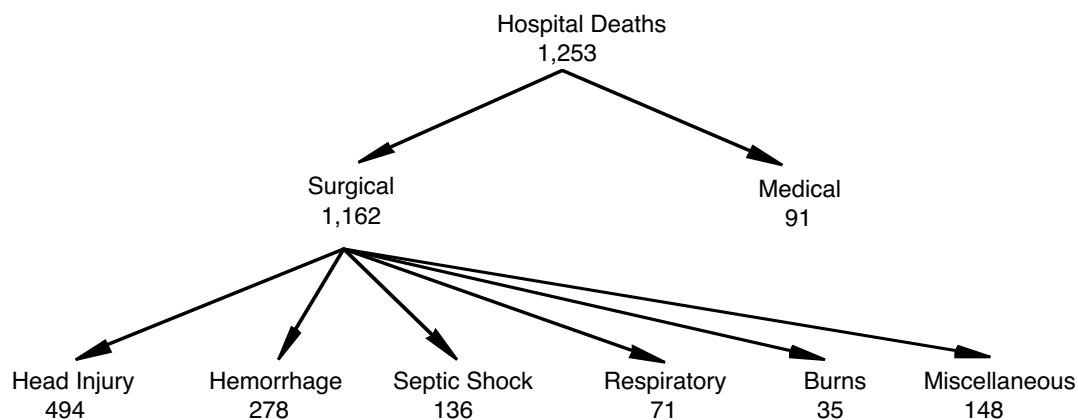 Hospital Deaths
1,253
Surgical
1,162
Medical
91
Head Injury
494
Hemorrhage
278
Septic Shock
136
Respiratory
71
Burns
35
Miscellaneous
148